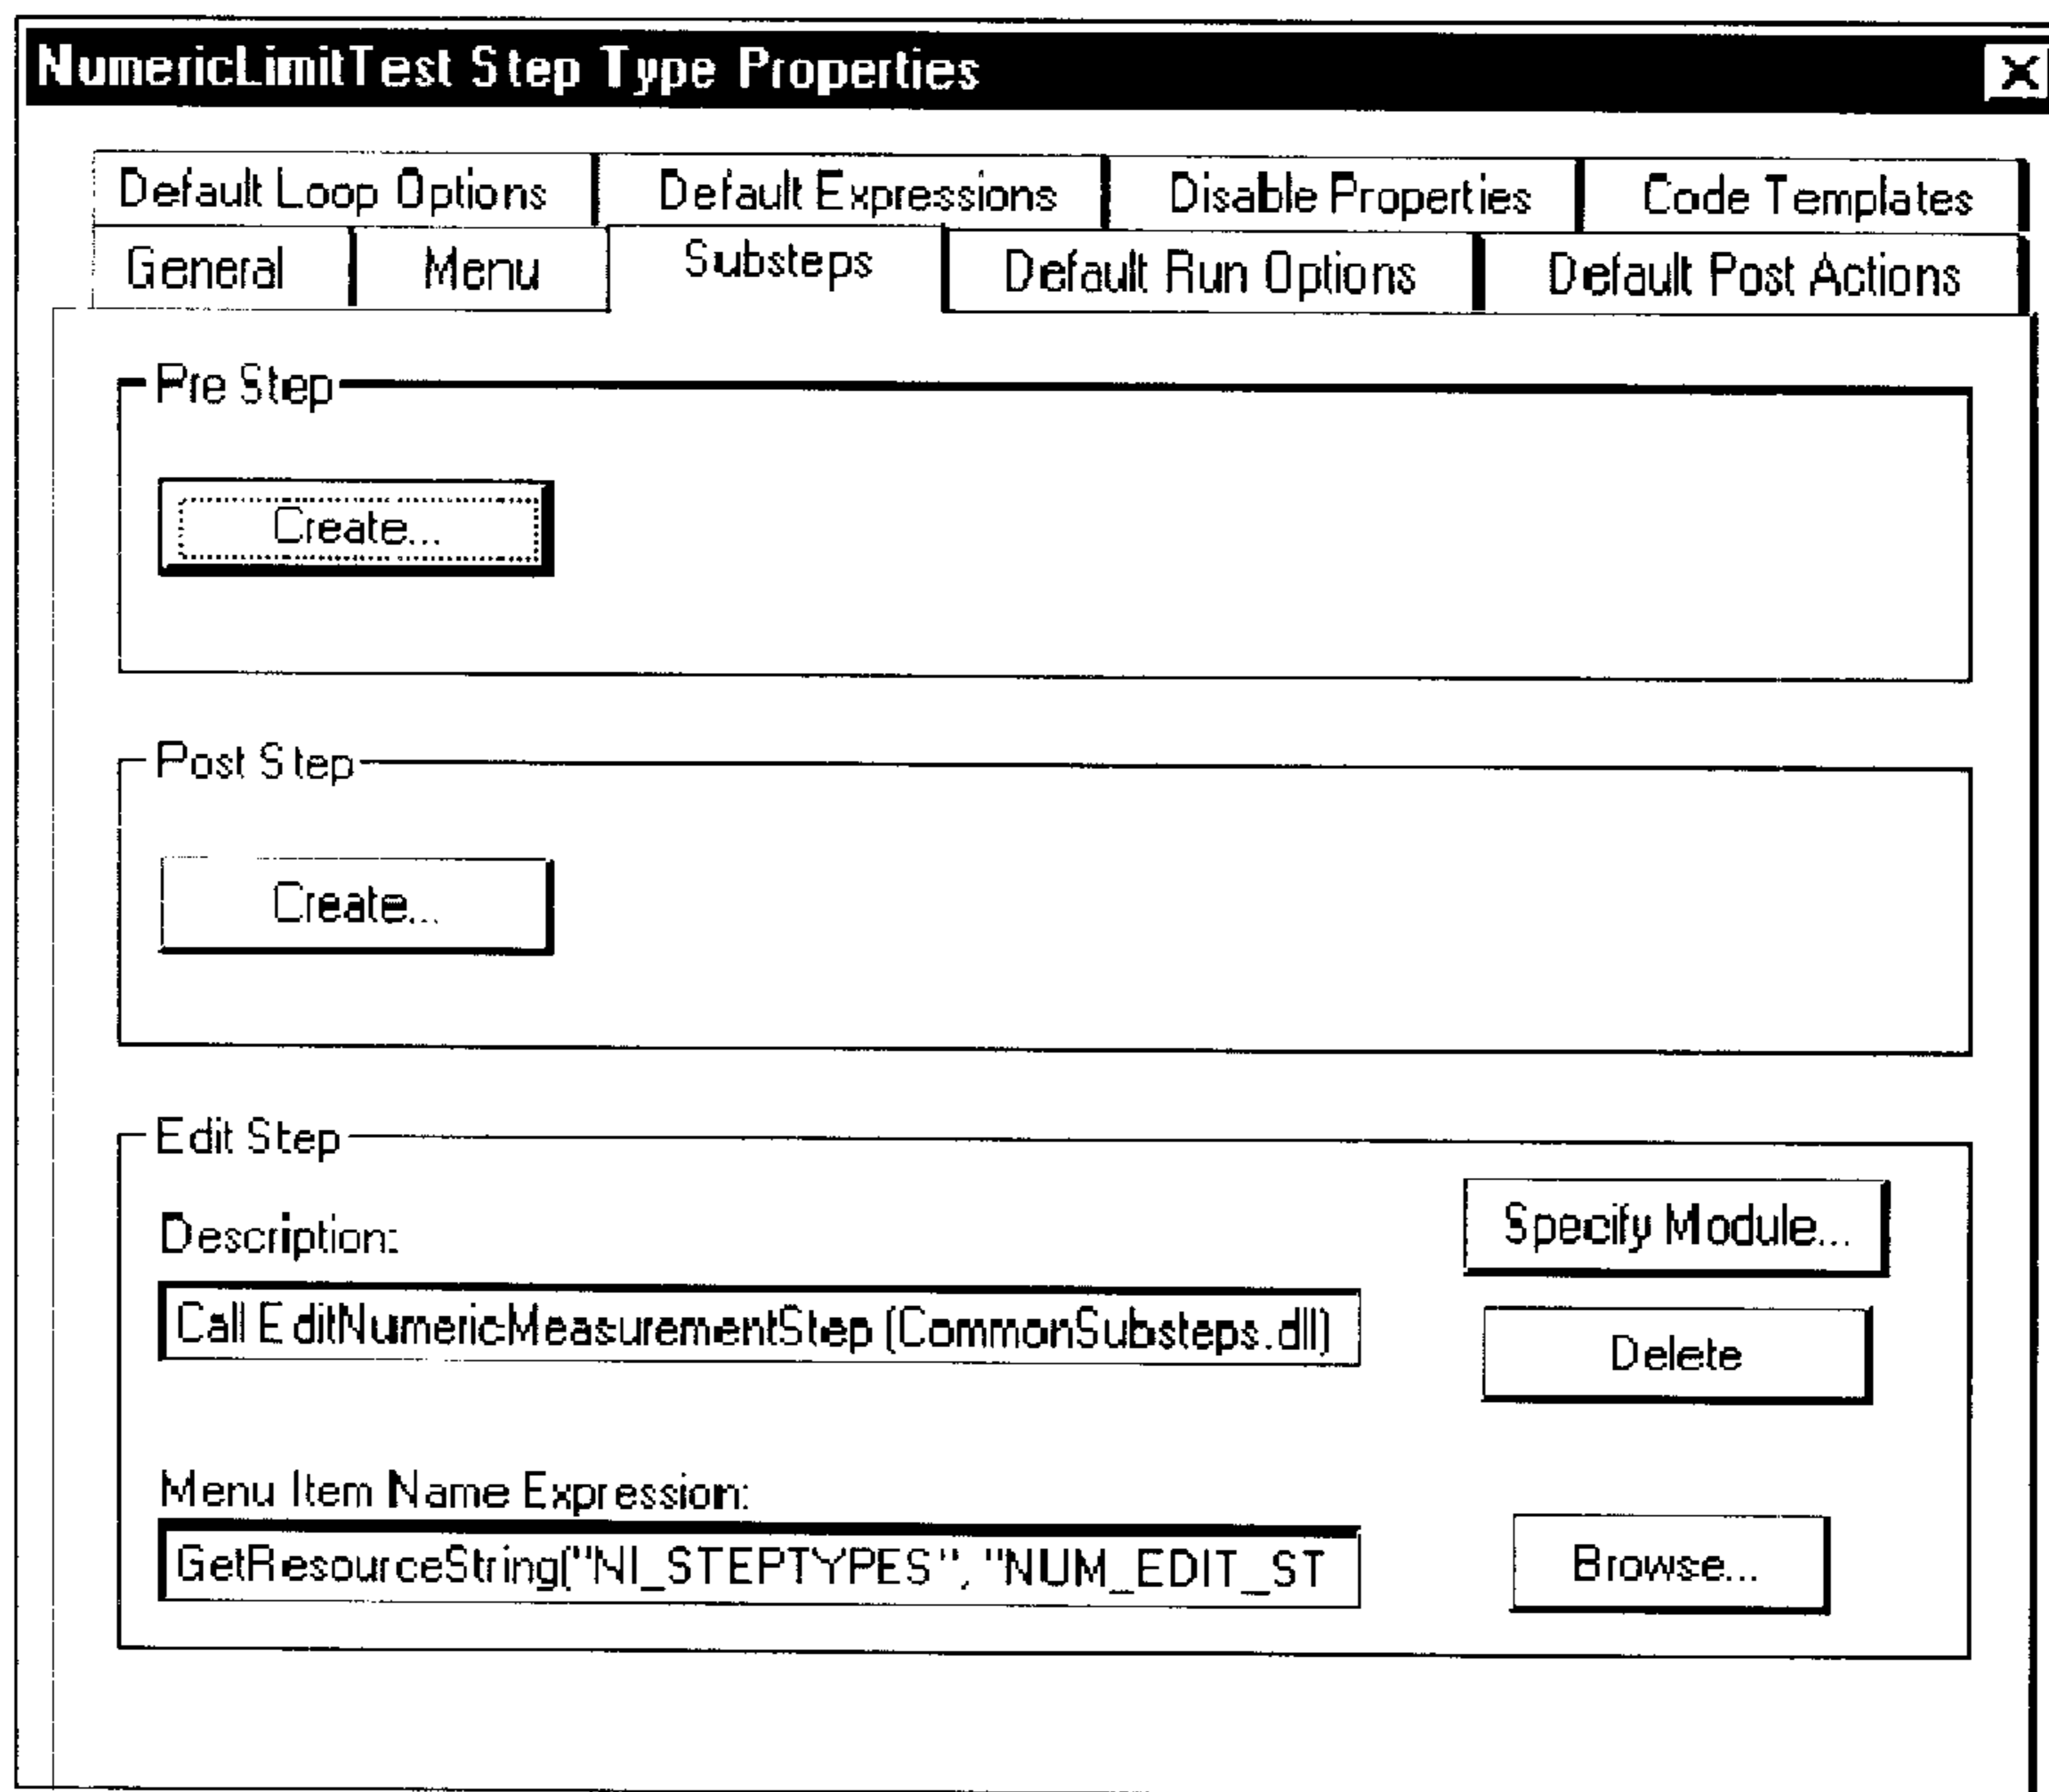 NumericLimitTest Step Type Properties
Default Loop Options Default Expressions Disable Properties Code Templates
General Menu Substeps Default Run Options Default Post Actions
Pre Step
Create...
Post Step
Create...
Edit Step
Specify Module...
Description:
Call EditNumericMeasurementStep (CommonSubsteps.dll)
Delete
Menu Item Name Expression:
GetResourceString("NI_STEPTYPES", "NUM_EDIT_ST
Browse...